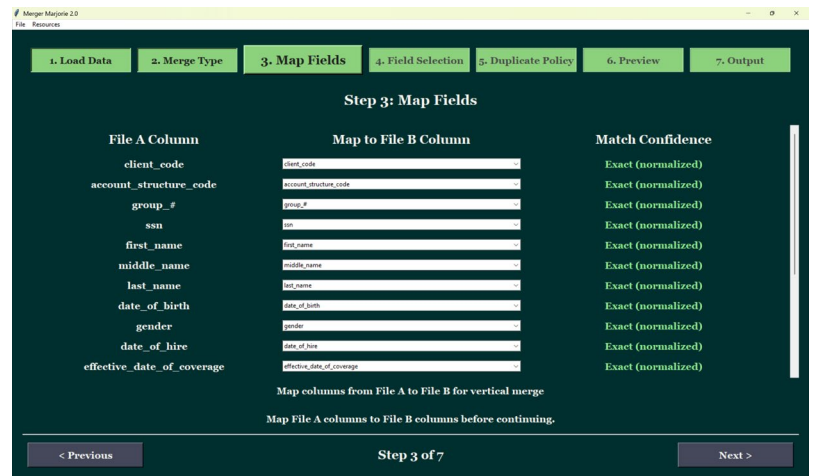 Merger Marjorie 2.0
File Resources
1. Load Data 2. Merge Type 3. Map Fields 4. Field Selection 5. Duplicate Policy 6. Preview 7. Output
Step 3: Map Fields
File A Column Map to File B Column Match Confidence
client_code client_code Exact (normalized)
account_structure_code account_structure_code Exact (normalized)
group_# group_# Exact (normalized)
ssn ssn Exact (normalized)
first_name first_name Exact (normalized)
middle_name middle_name Exact (normalized)
last_name last_name Exact (normalized)
date_of_birth date_of_birth Exact (normalized)
gender gender Exact (normalized)
date_of_hire date_of_hire Exact (normalized)
effective_date_of_coverage effective_date_of_coverage Exact (normalized)
Map columns from File A to File B for vertical merge
Map File A columns to File B columns before continuing.
< Previous Step 3 of 7 Next >